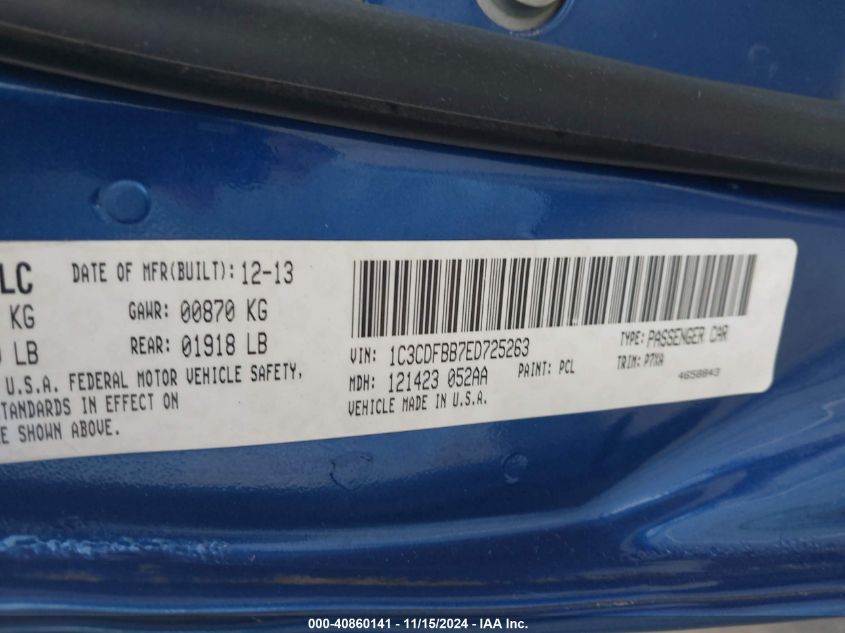 LC
DATE OF MFR(BUILT): 12-13
KG
GAWR: 00870 KG
LB
REAR: 01918 LB
U.S.A. FEDERAL MOTOR VEHICLE SAFETY,
STANDARDS IN EFFECT ON
E SHOWN ABOVE.
VIN: 1C3CDFBB7ED725263
TYPE: PASSENGER CAR
MDH: 121423 052AA
PAINT: PCL
TRIM: P7XA
VEHICLE MADE IN U.S.A.
4658843
000-40860141 - 11/15/2024 - IAA Inc.